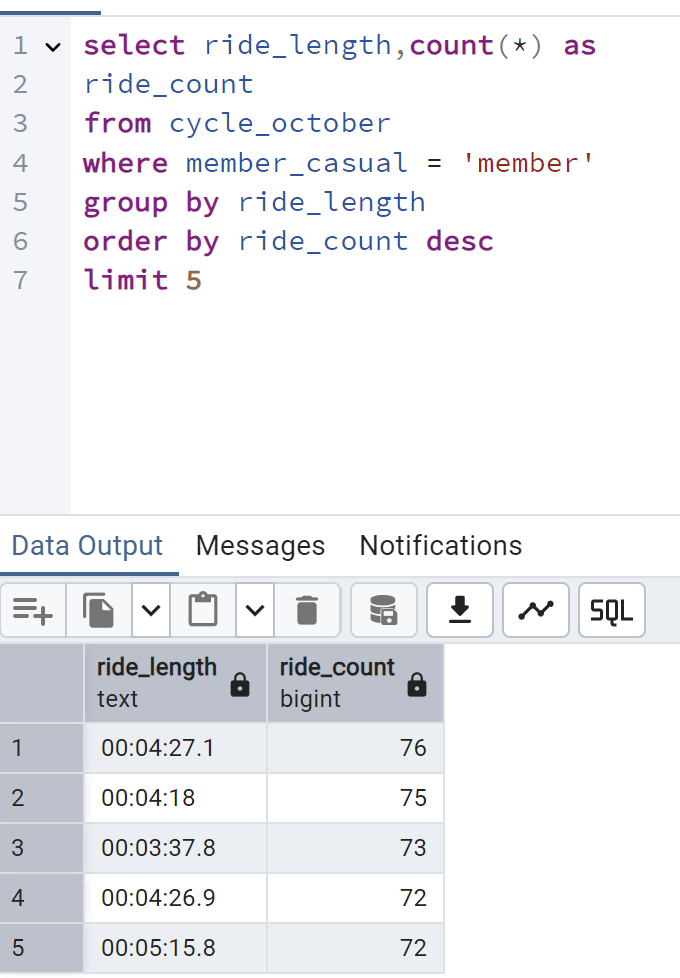 1 select ride_length,count(*) as
2 ride_count
3 from cycle_october
4 where member_casual = 'member'
5 group by ride_length
6 order by ride_count desc
7 limit 5
Data Output Messages Notifications
SQL
ride_length ride_count
text bigint
1 00:04:27.1 76
2 00:04:18 75
3 00:03:37.8 73
4 00:04:26.9 72
5 00:05:15.8 72